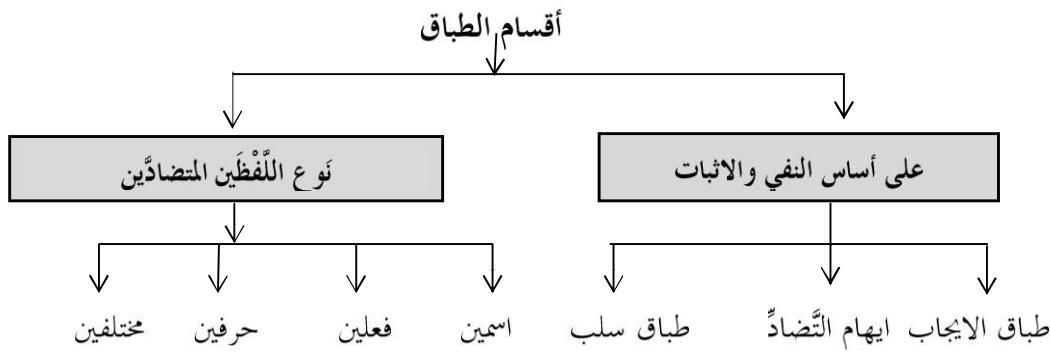 أقسام الطباق
على أساس النفي والاثبات
نَوع اللَّفْظَين المتضادَّين
طباق الايجاب
ايهام التَّضادِّ
طباق سلب
اسمين
فعلين
حرفين
مختلفين